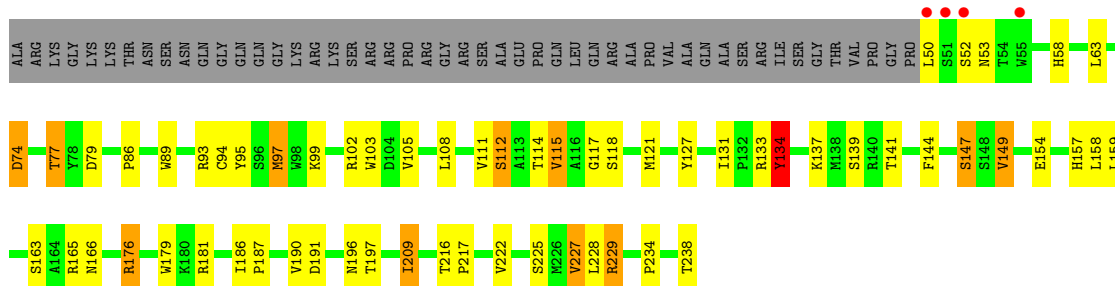 ALA ARG LYS GLY LYS LYS THR ASN SER ASN GLN GLY GLN GLN GLY LYS ARG LYS SER ARG ARG PRO ARG GLY ARG SER ALA GLU PRO GLN LEU GLN ARG ALA PRO VAL ALA GLN ALA SER ARG ILE SER GLY THR VAL PRO GLY PRO L50 S51 S52 N53 T54 W55 H58 L63
D74 T77 Y78 D79 P86 W89 R93 C94 Y95 S96 M97 W98 K99 R102 W103 D104 V105 L108 V111 S112 A113 T114 V115 A116 G117 S118 M121 Y127 I131 P132 R133 Y134 K137 M138 S139 R140 T141 F144 S147 S148 V149 E154 H157 L158 L159
S163 A164 R165 N166 R176 W179 K180 R181 I186 P187 V190 D191 N196 T197 I209 T216 P217 V222 S225 M226 V227 L228 R229 P234 T238